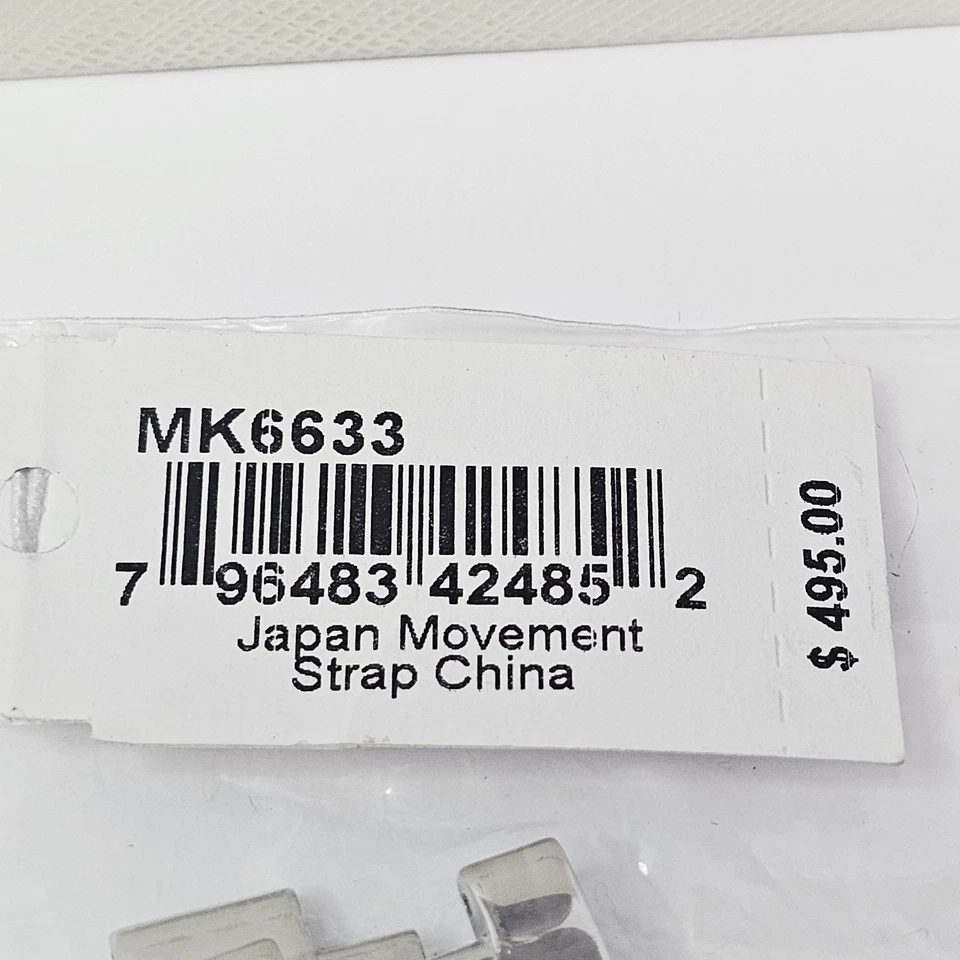 MK6633
7 96483 42485 2
Japan Movement
Strap China
$ 495.00